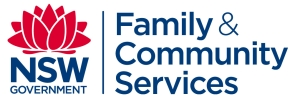 NSW
GOVERNMENT
Family &
Community
Services